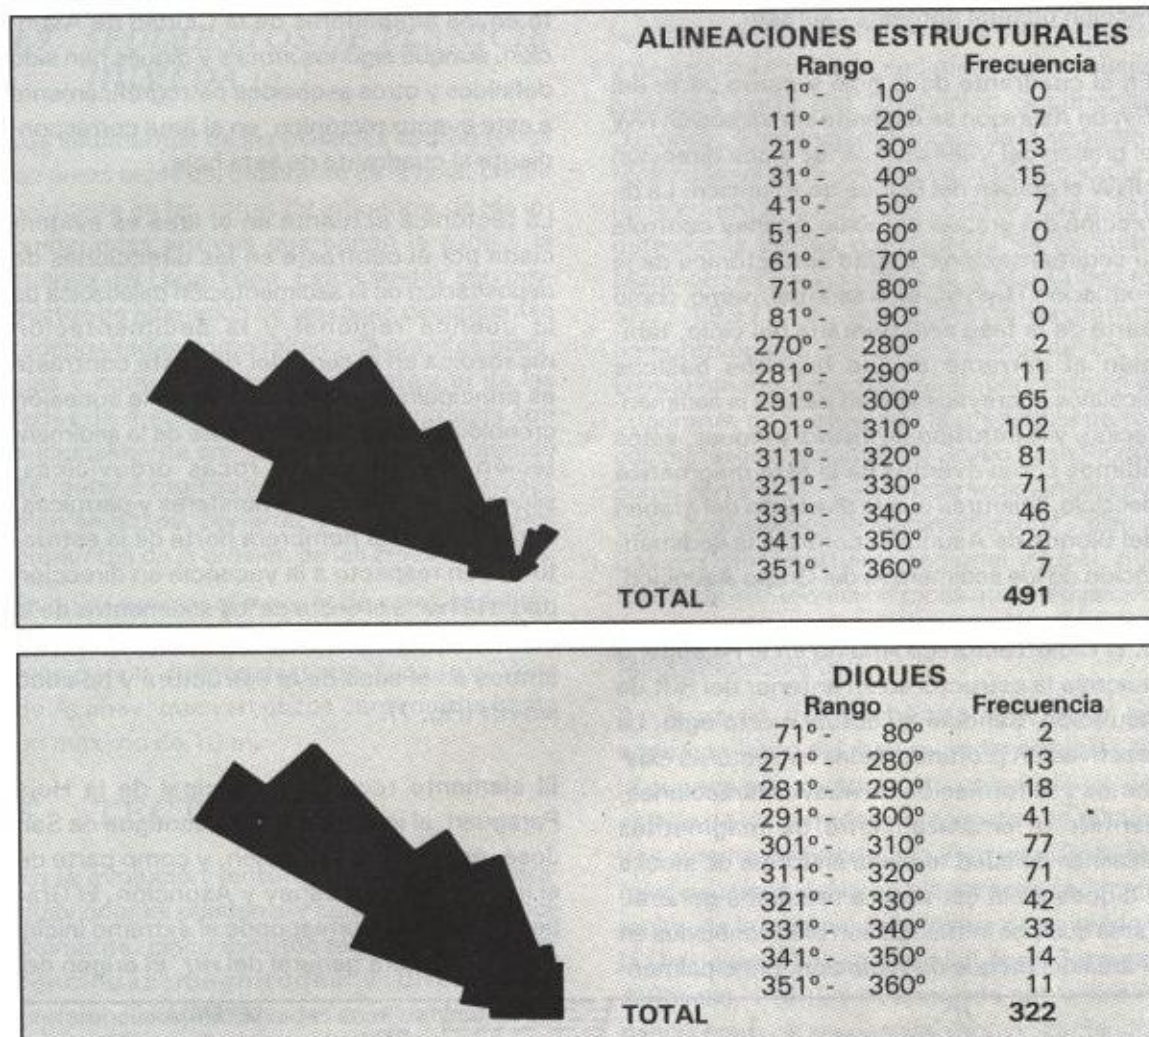 ALINEACIONES ESTRUCTURALES
Rango Frecuencia
1º - 10º 0
11º - 20º 7
21º - 30º 13
31º - 40º 15
41º - 50º 7
51º - 60º 0
61º - 70º 0
71º - 80º 0
81º - 90º 0
270º - 280º 2
281º - 290º 11
291º - 300º 65
301º - 310º 102
311º - 320º 81
321º - 330º 71
331º - 340º 46
341º - 350º 22
351º - 360º 7
TOTAL 491
DIQUES
Rango Frecuencia
71º - 80º 2
271º - 280º 13
281º - 290º 18
291º - 300º 41
301º - 310º 77
311º - 320º 71
321º - 330º 42
331º - 340º 33
341º - 350º 14
351º - 360º 11
TOTAL 322